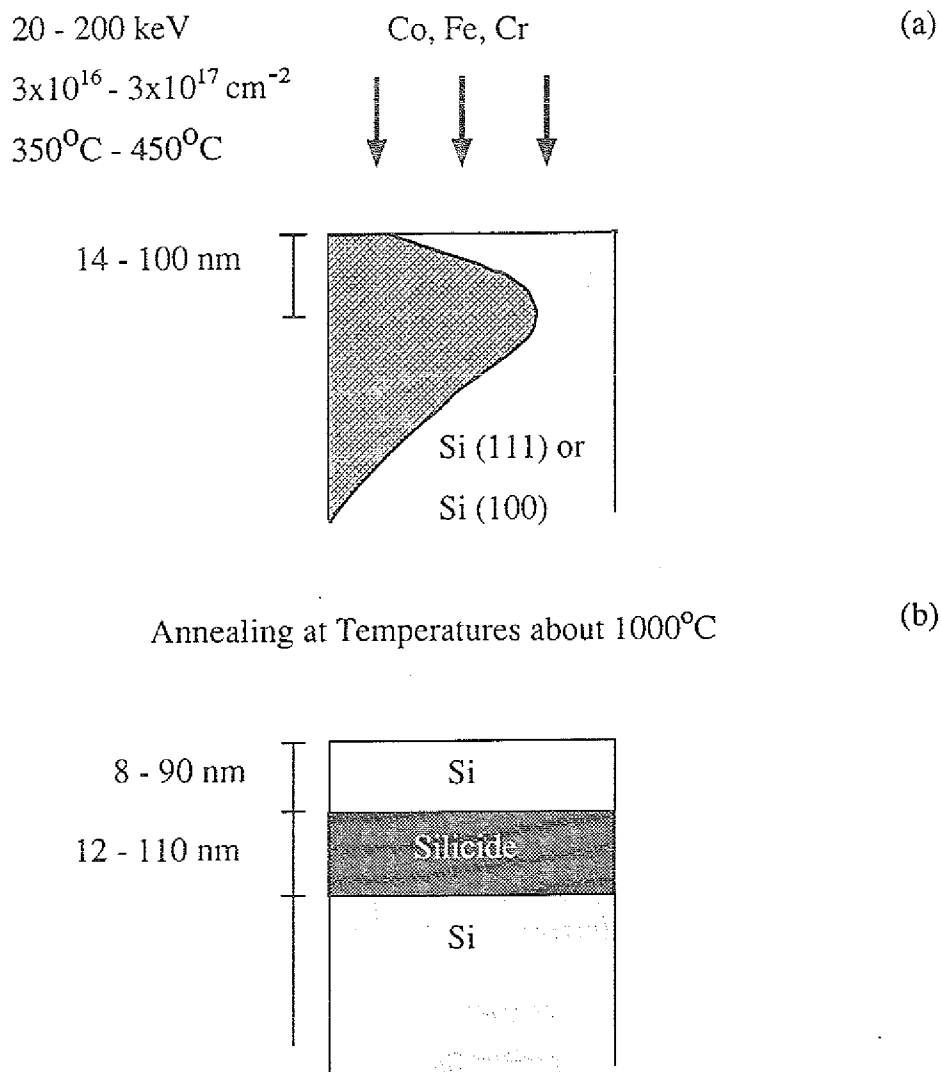 20 - 200 keV
Co, Fe, Cr
(a)
3x10^16 - 3x10^17 cm^-2
350°C - 450°C
14 - 100 nm
Si (111) or
Si (100)
Annealing at Temperatures about 1000°C
(b)
8 - 90 nm
Si
12 - 110 nm
Silicide
Si